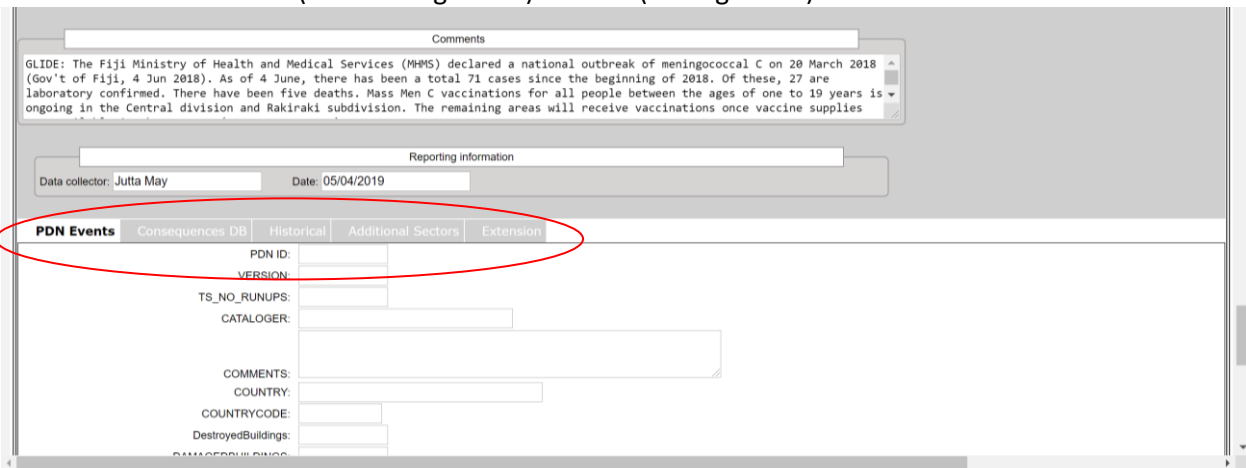 Comments
GLIDE: The Fiji Ministry of Health and Medical Services (MHMS) declared a national outbreak of meningococcal C on 20 March 2018
(Gov't of Fiji, 4 Jun 2018). As of 4 June, there has been a total 71 cases since the beginning of 2018. Of these, 27 are
laboratory confirmed. There have been five deaths. Mass Men C vaccinations for all people between the ages of one to 19 years is
ongoing in the Central division and Rakiraki subdivision. The remaining areas will receive vaccinations once vaccine supplies
Reporting information
Data collector: Jutta May Date: 05/04/2019
PDN Events Consequences DB Historical Additional Sectors Extension
PDN ID:
VERSION:
TS_NO_RUNUPS:
CATALOGER:
COMMENTS:
COUNTRY:
COUNTRYCODE:
DestroyedBuildings: